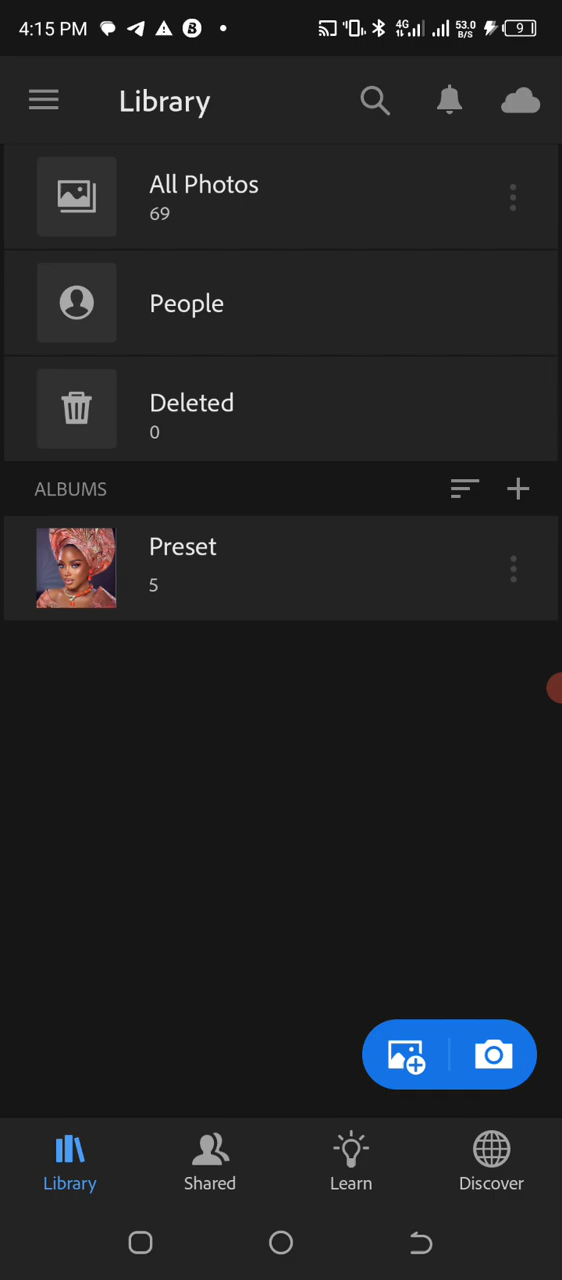 4:15 PM 4G 53.0 B/S 9
Library
All Photos
69
People
Deleted
0
ALBUMS
Preset
5
Library Shared Learn Discover